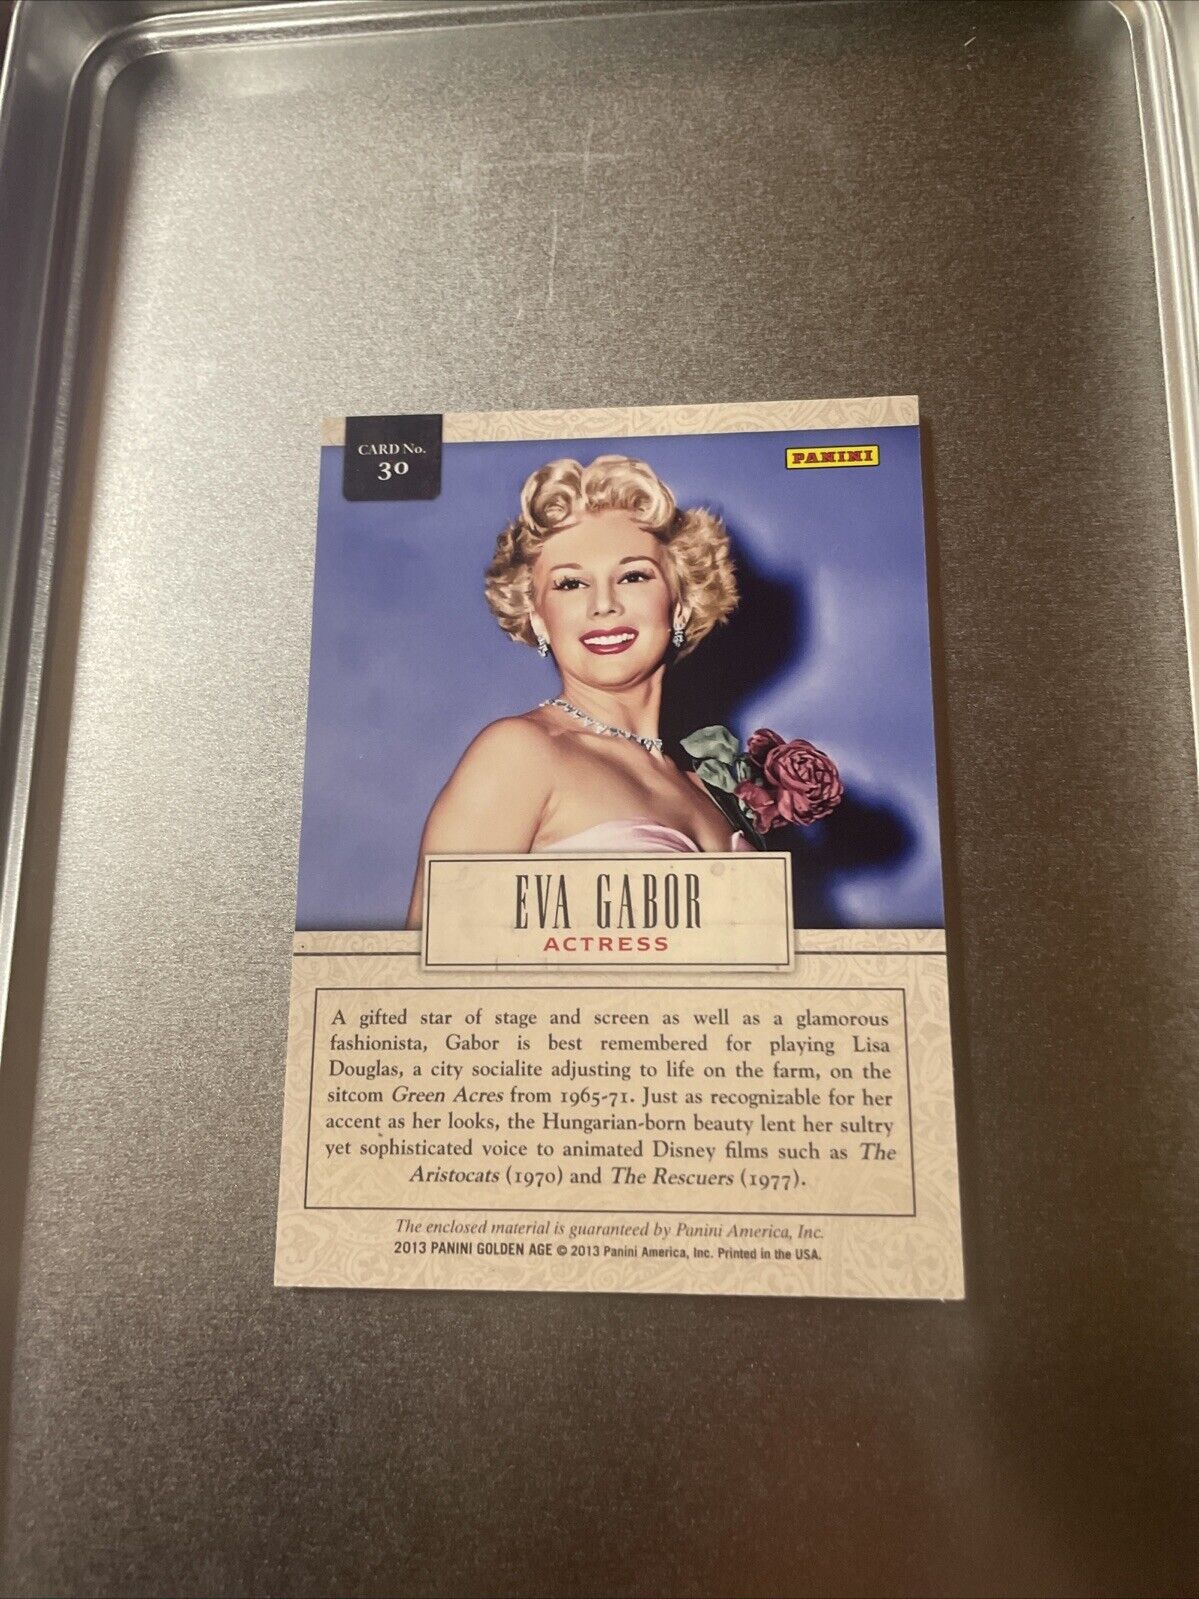 CARD No.
30
PANINI
EVA GABOR
ACTRESS
A gifted star of stage and screen as well as a glamorous
fashionista, Gabor is best remembered for playing Lisa
Douglas, a city socialite adjusting to life on the farm, on the
sitcom Green Acres from 1965-71. Just as recognizable for her
accent as her looks, the Hungarian-born beauty lent her sultry
yet sophisticated voice to animated Disney films such as The
Aristocats (1970) and The Rescuers (1977).
The enclosed material is guaranteed by Panini America, Inc.
2013 PANINI GOLDEN AGE © 2013 Panini America, Inc. Printed in the USA.